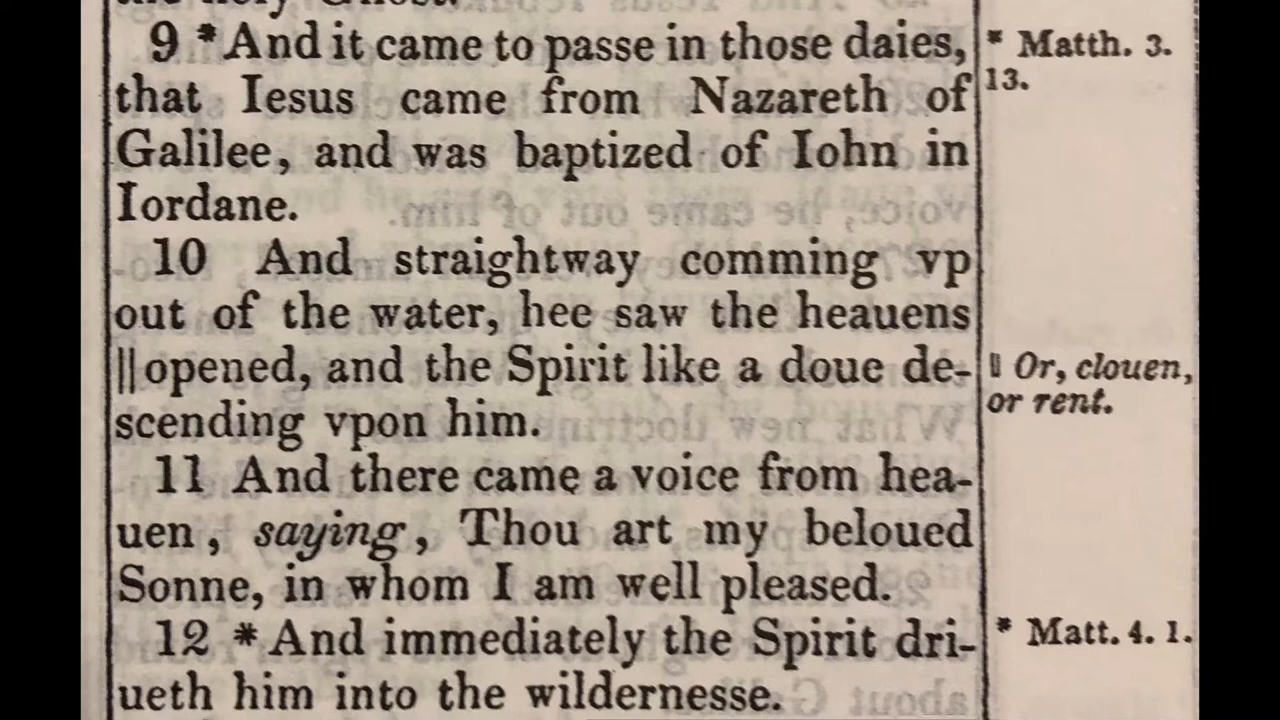 9 *And it came to passe in those daies,
that Iesus came from Nazareth of
Galilee, and was baptized of Iohn in
Iordane.
10 And straightway comming vp
out of the water, hee saw the heauens
||opened, and the Spirit like a doue de-
scending vpon him.
11 And there came a voice from hea-
uen, saying, Thou art my beloued
Sonne, in whom I am well pleased.
12 *And immediately the Spirit dri-
ueth him into the wildernesse.
* Matth. 3.
13.
|| Or, clouen,
or rent.
* Matt. 4. 1.